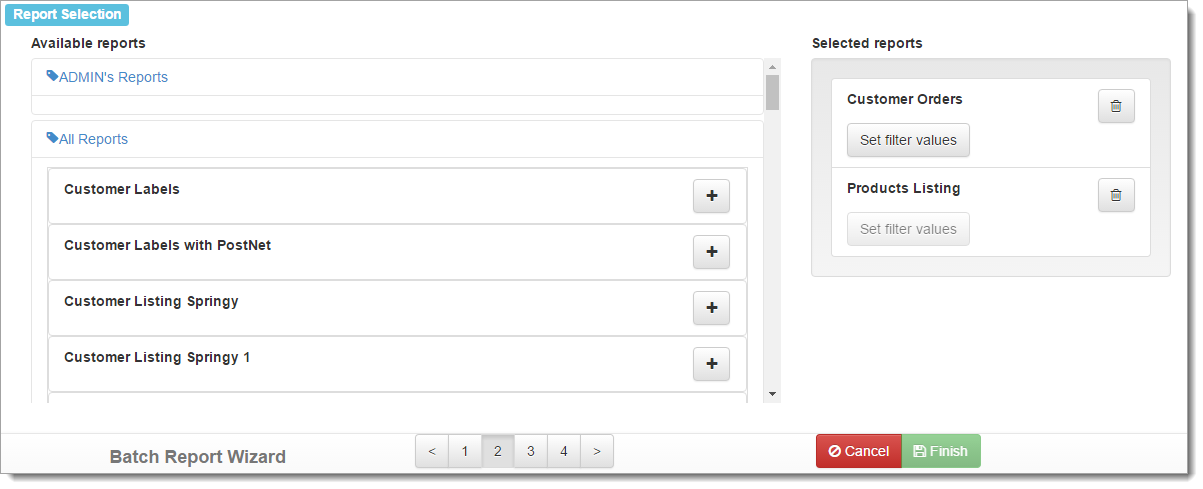 Report Selection
Available reports
ADMIN's Reports
All Reports
Customer Labels
+
Customer Labels with PostNet
+
Customer Listing Springy
+
Customer Listing Springy 1
+
Selected reports
Customer Orders
Set filter values
Products Listing
Set filter values
Batch Report Wizard
< 1 2 3 4 >
Cancel Finish